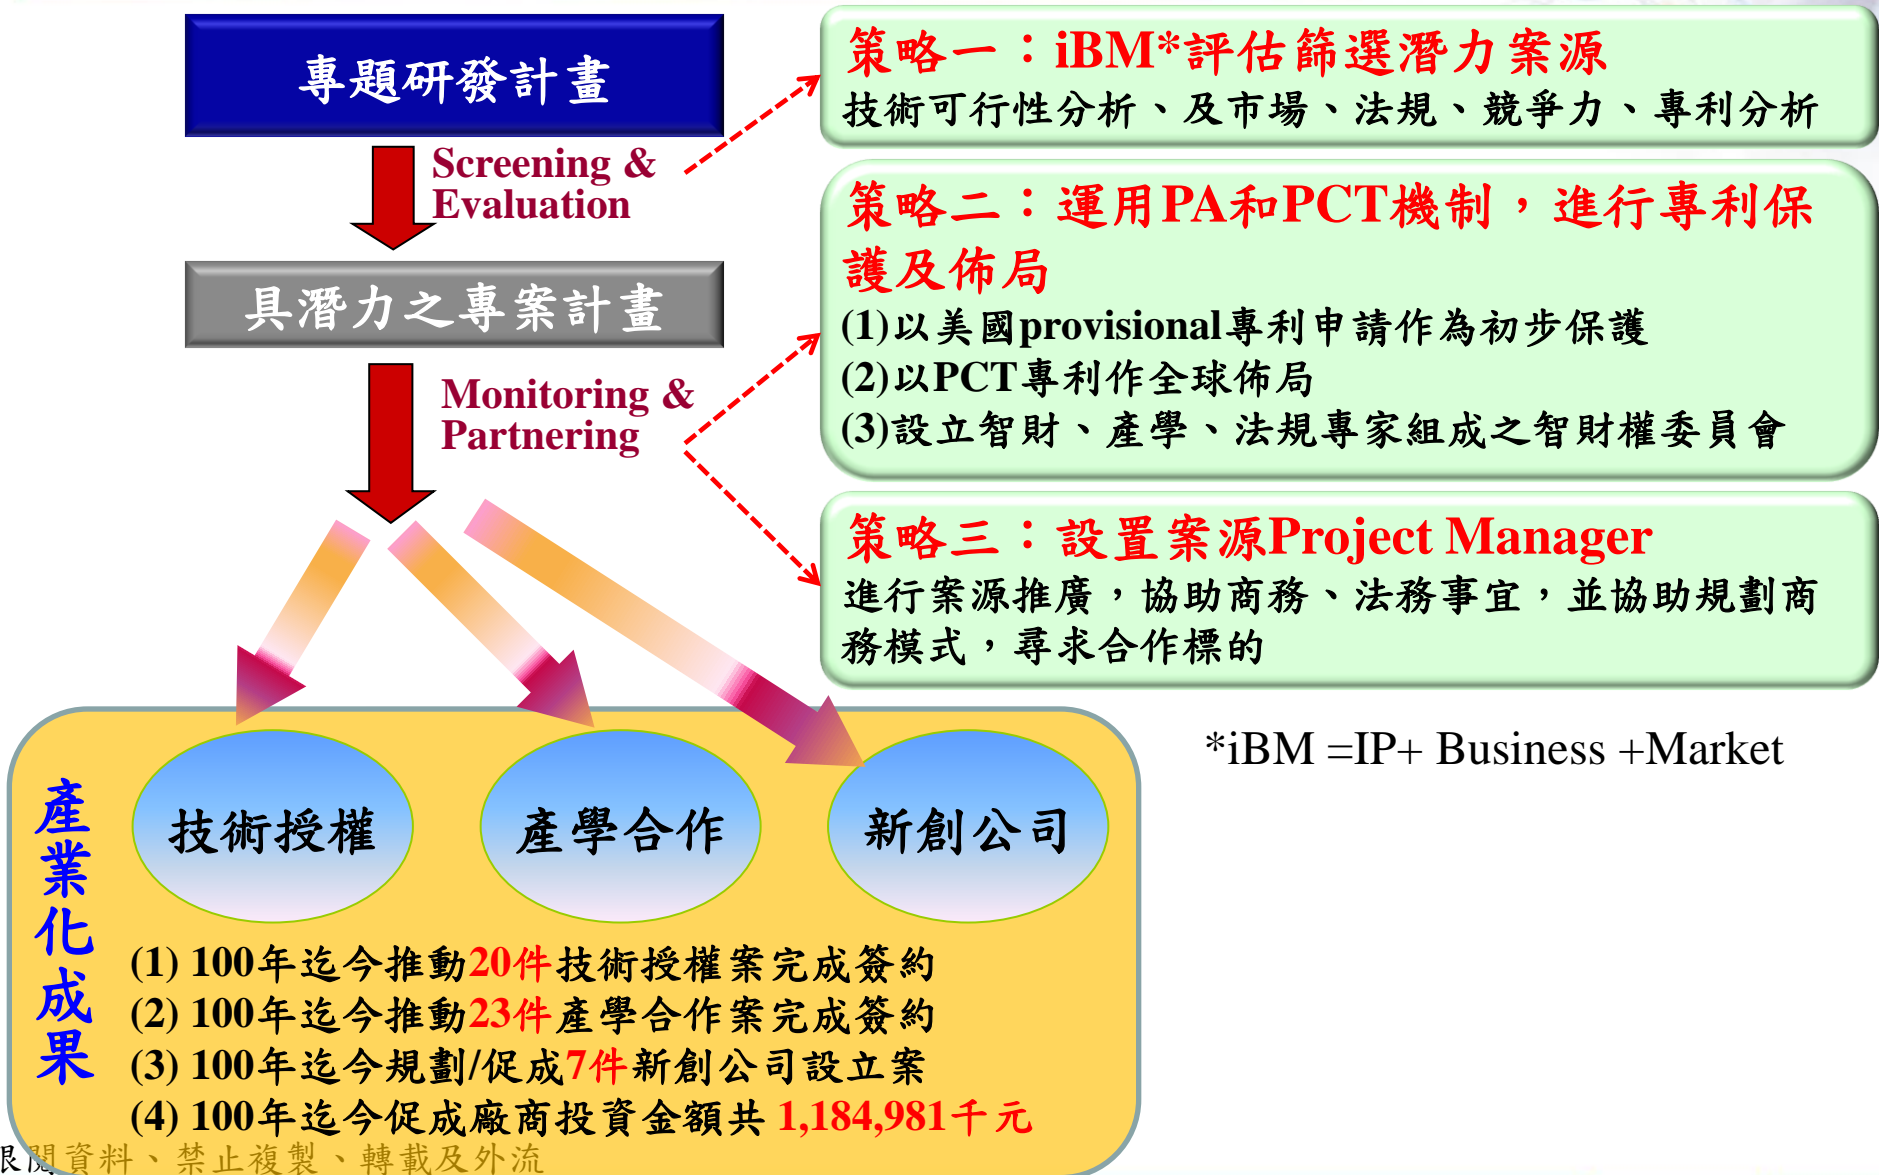 專題研發計畫
Screening &
Evaluation
具潛力之專案計畫
Monitoring &
Partnering
策略一：iBM*評估篩選潛力案源
技術可行性分析、及市場、法規、競爭力、專利分析
策略二：運用PA和PCT機制，進行專利保
護及佈局
(1)以美國provisional專利申請作為初步保護
(2)以PCT專利作全球佈局
(3)設立智財、產學、法規專家組成之智財權委員會
策略三：設置案源Project Manager
進行案源推廣，協助商務、法務事宜，並協助規劃商
務模式，尋求合作標的
*iBM =IP+ Business +Market
產業化成果
技術授權
產學合作
新創公司
(1) 100年迄今推動20件技術授權案完成簽約
(2) 100年迄今推動23件產學合作案完成簽約
(3) 100年迄今規劃/促成7件新創公司設立案
(4) 100年迄今促成廠商投資金額共 1,184,981千元
限閱資料、禁止複製、轉載及外流